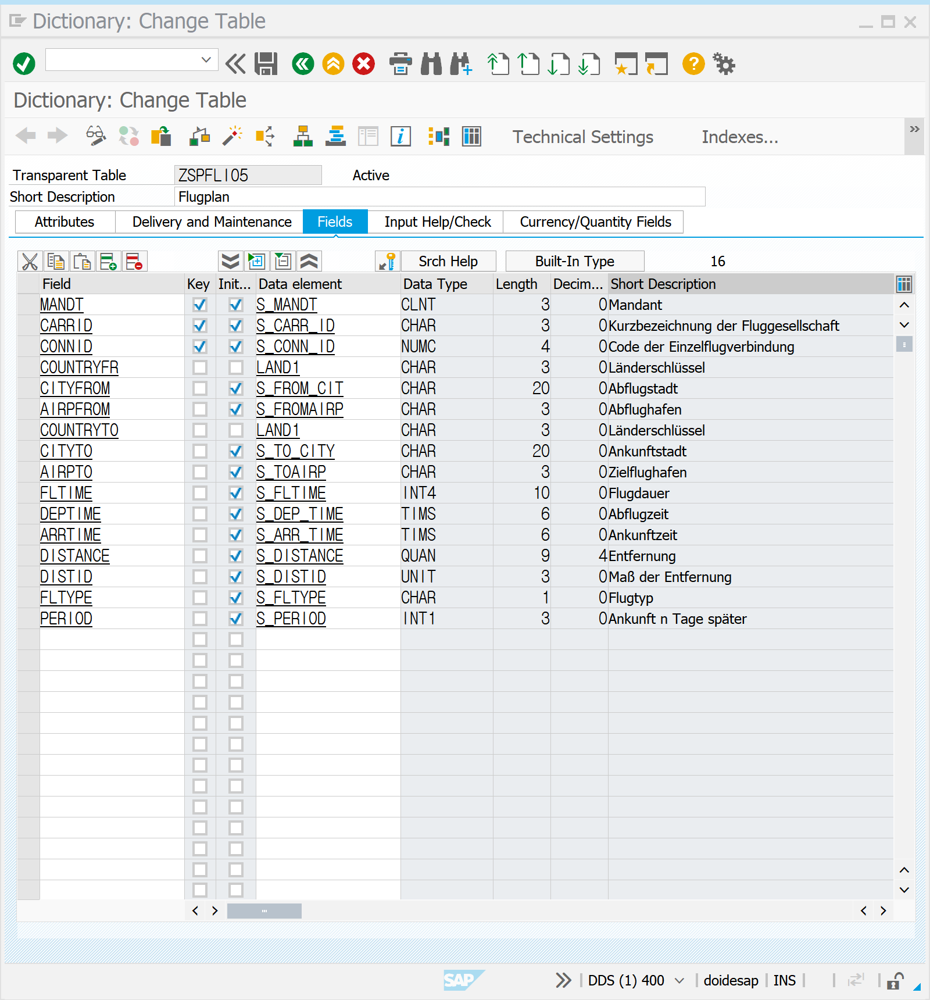 Dictionary: Change Table
Dictionary: Change Table
Technical Settings Indexes...
Transparent Table ZSPFLI05 Active
Short Description Flugplan
Attributes Delivery and Maintenance Fields Input Help/Check Currency/Quantity Fields
Srch Help Built-In Type 16
Field Key Init... Data element Data Type Length Decim... Short Description
MANDT S_MANDT CLNT 3 0 Mandant
CARRID S_CARR_ID CHAR 3 0 Kurzbezeichnung der Fluggesellschaft
CONNID S_CONN_ID NUMC 4 0 Code der Einzelflugverbindung
COUNTRYFR LAND1 CHAR 3 0 Länderschlüssel
CITYFROM S_FROM_CIT CHAR 20 0 Abflugstadt
AIRPFROM S_FROMAIRP CHAR 3 0 Abflughafen
COUNTRYTO LAND1 CHAR 3 0 Länderschlüssel
CITYTO S_TO_CITY CHAR 20 0 Ankunftstadt
AIRPTO S_TOAIRP CHAR 3 0 Zielflughafen
FLTIME S_FLTIME INT4 10 0 Flugdauer
DEPTIME S_DEP_TIME TIMS 6 0 Abflugzeit
ARRTIME S_ARR_TIME TIMS 6 0 Ankunftzeit
DISTANCE S_DISTANCE QUAN 9 4 Entfernung
DISTID S_DISTID UNIT 3 0 Maß der Entfernung
FLTYPE S_FLTYPE CHAR 1 0 Flugtyp
PERIOD S_PERIOD INT1 3 0 Ankunft n Tage später
SAP DDS (1) 400 doidesap INS